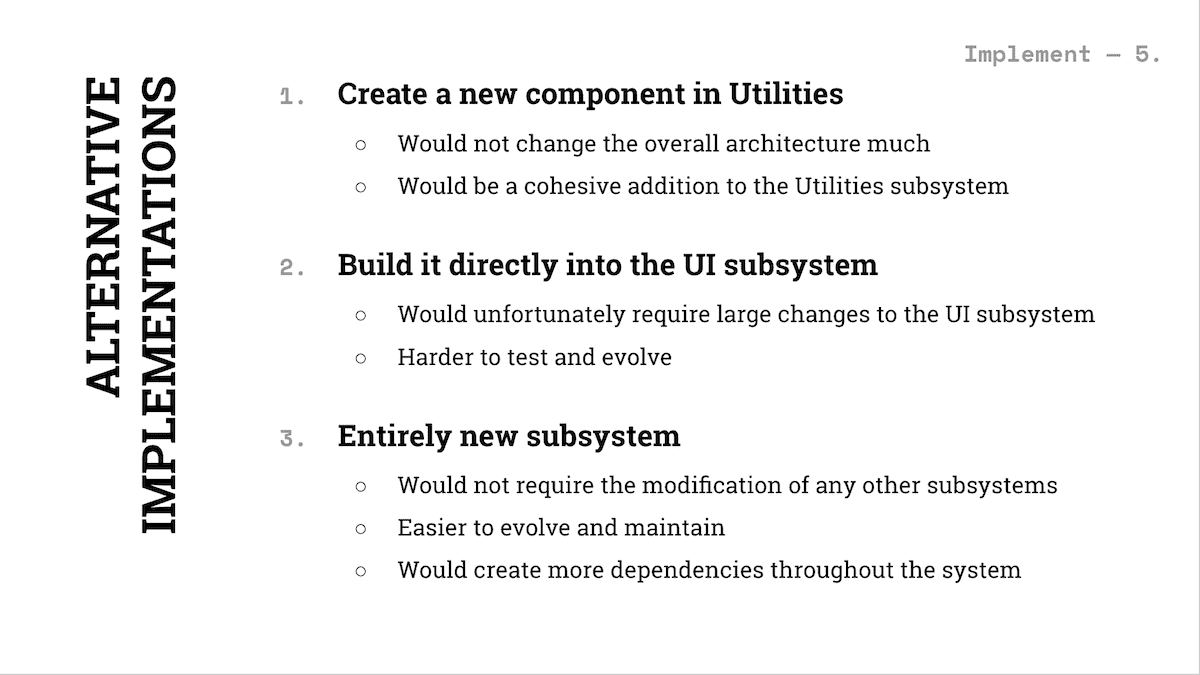 Implement — 5.
ALTERNATIVE
IMPLEMENTATIONS
1. Create a new component in Utilities
○ Would not change the overall architecture much
○ Would be a cohesive addition to the Utilities subsystem
2. Build it directly into the UI subsystem
○ Would unfortunately require large changes to the UI subsystem
○ Harder to test and evolve
3. Entirely new subsystem
○ Would not require the modification of any other subsystems
○ Easier to evolve and maintain
○ Would create more dependencies throughout the system